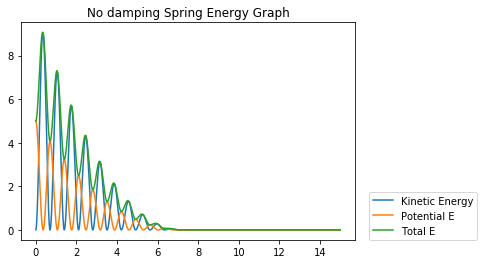 No damping Spring Energy Graph
8
6
4
2
0
0 2 4 6 8 10 12 14
Kinetic Energy
Potential E
Total E